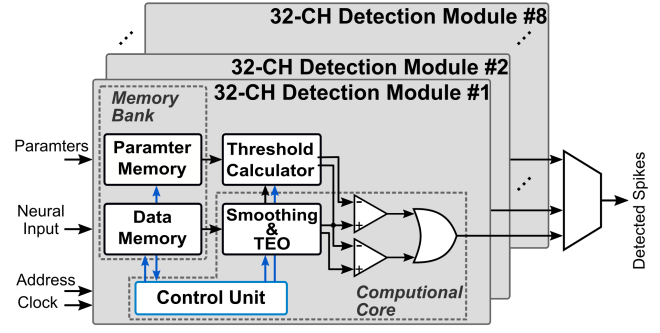 32-CH Detection Module #8
32-CH Detection Module #2
32-CH Detection Module #1
Memory
Bank
Paramters
Paramter
Memory
Threshold
Calculator
Neural
Input
Data
Memory
Smoothing
&
TEO
-
+
-
+
Address
Clock
Control Unit
Computional
Core
Detected Spikes